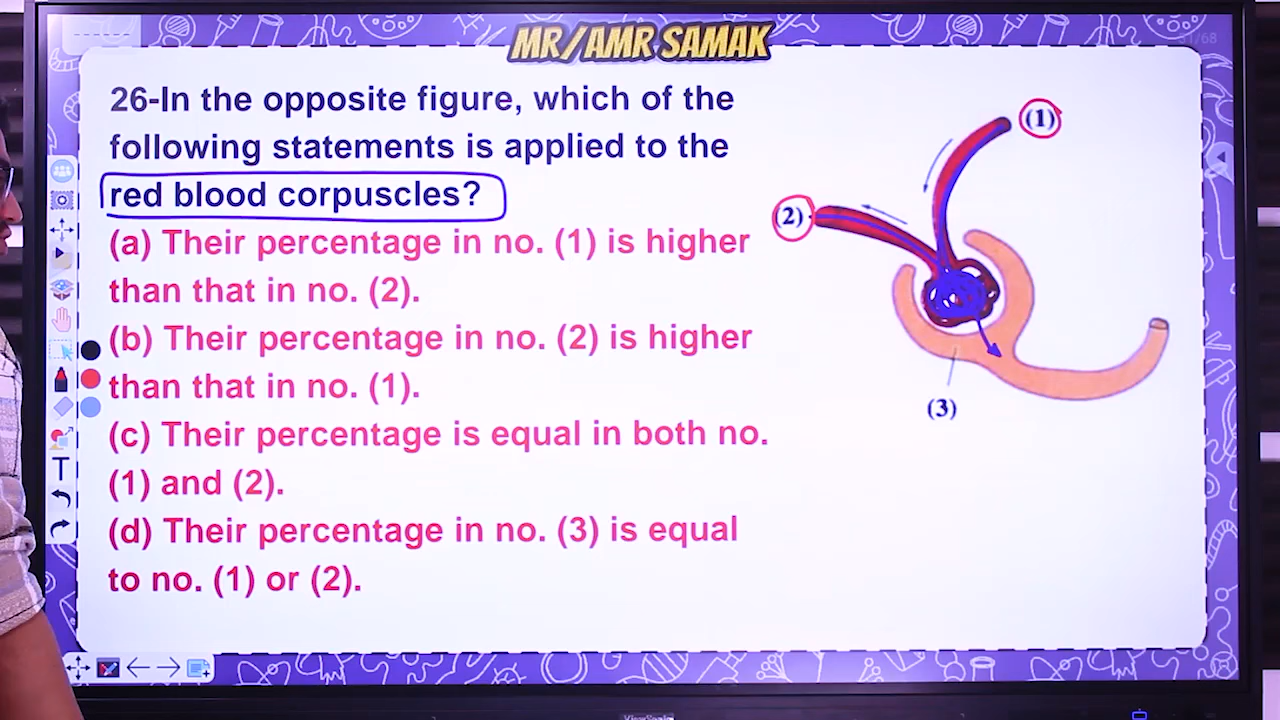 MR/AMR SAMAK
31/68
26-In the opposite figure, which of the
following statements is applied to the
red blood corpuscles?
(a) Their percentage in no. (1) is higher
than that in no. (2).
(b) Their percentage in no. (2) is higher
than that in no. (1).
(c) Their percentage is equal in both no.
(1) and (2).
(d) Their percentage in no. (3) is equal
to no. (1) or (2).
(1)
(2)
(3)
T
ViewSonic